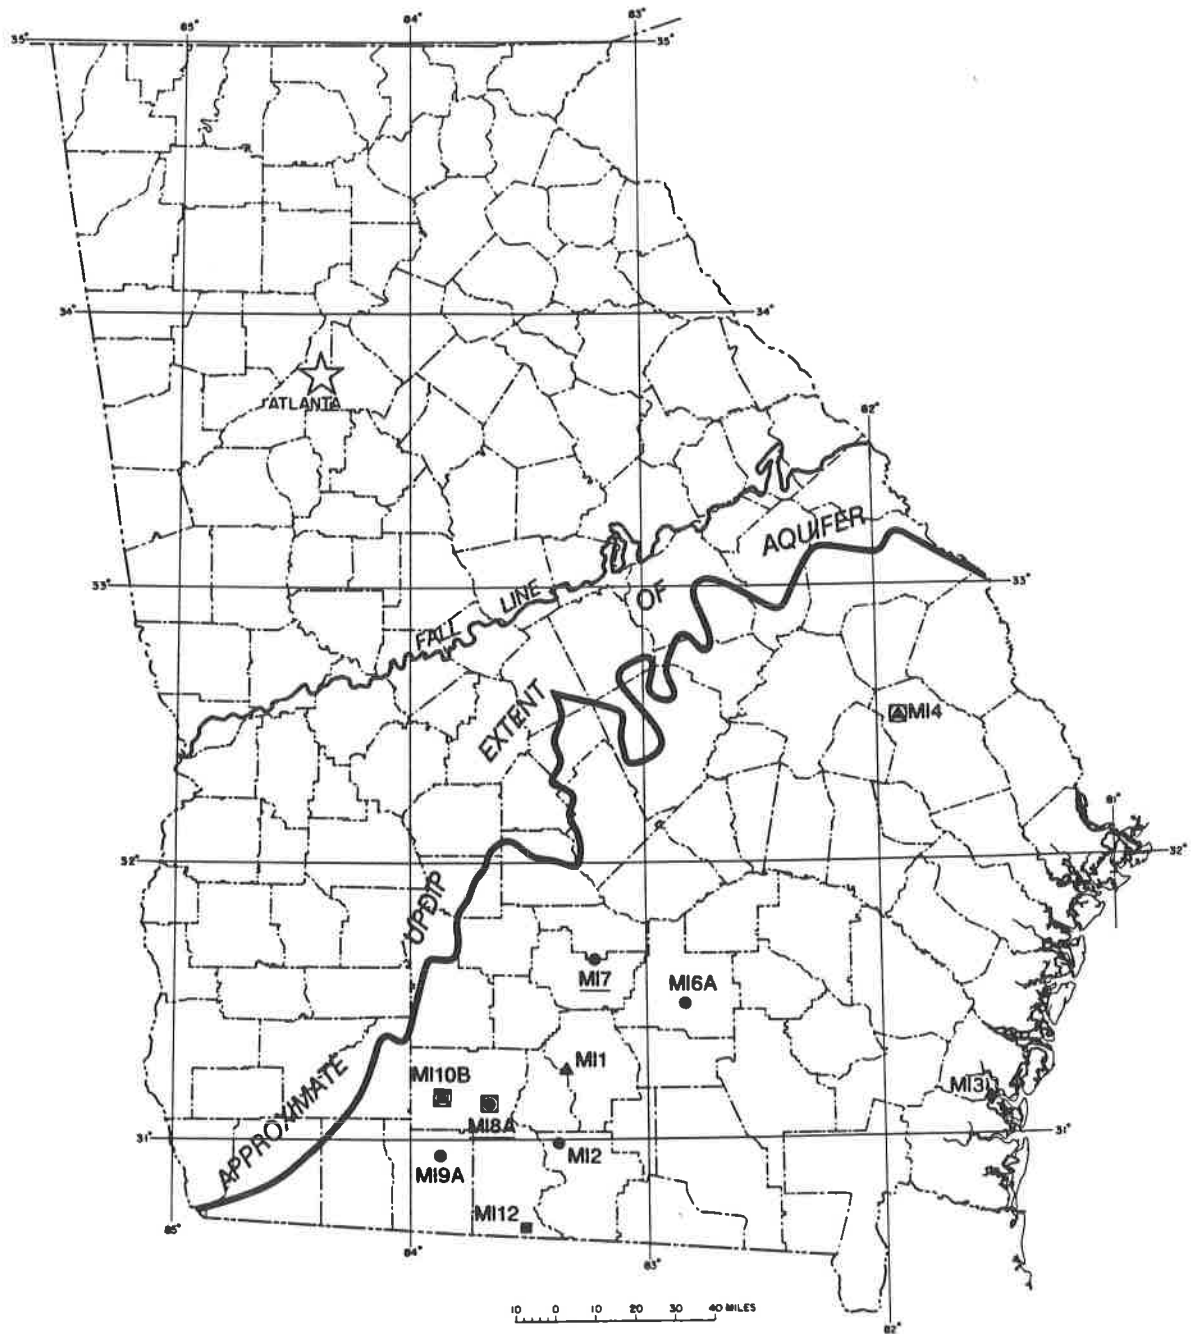 85°
84°
83°
35°
35°
34°
34°
ATLANTA
82°
AQUIFER
OF
33°
33°
FALL LINE
EXTENT
MI4
81°
32°
32°
UPDIP
MI7
MI6A
MI1
MI10B
MI3
APPROXIMATE
MI8A
31°
31°
MI2
MI9A
MI12
85°
84°
83°
82°
10 0 10 20 30 40 MILES